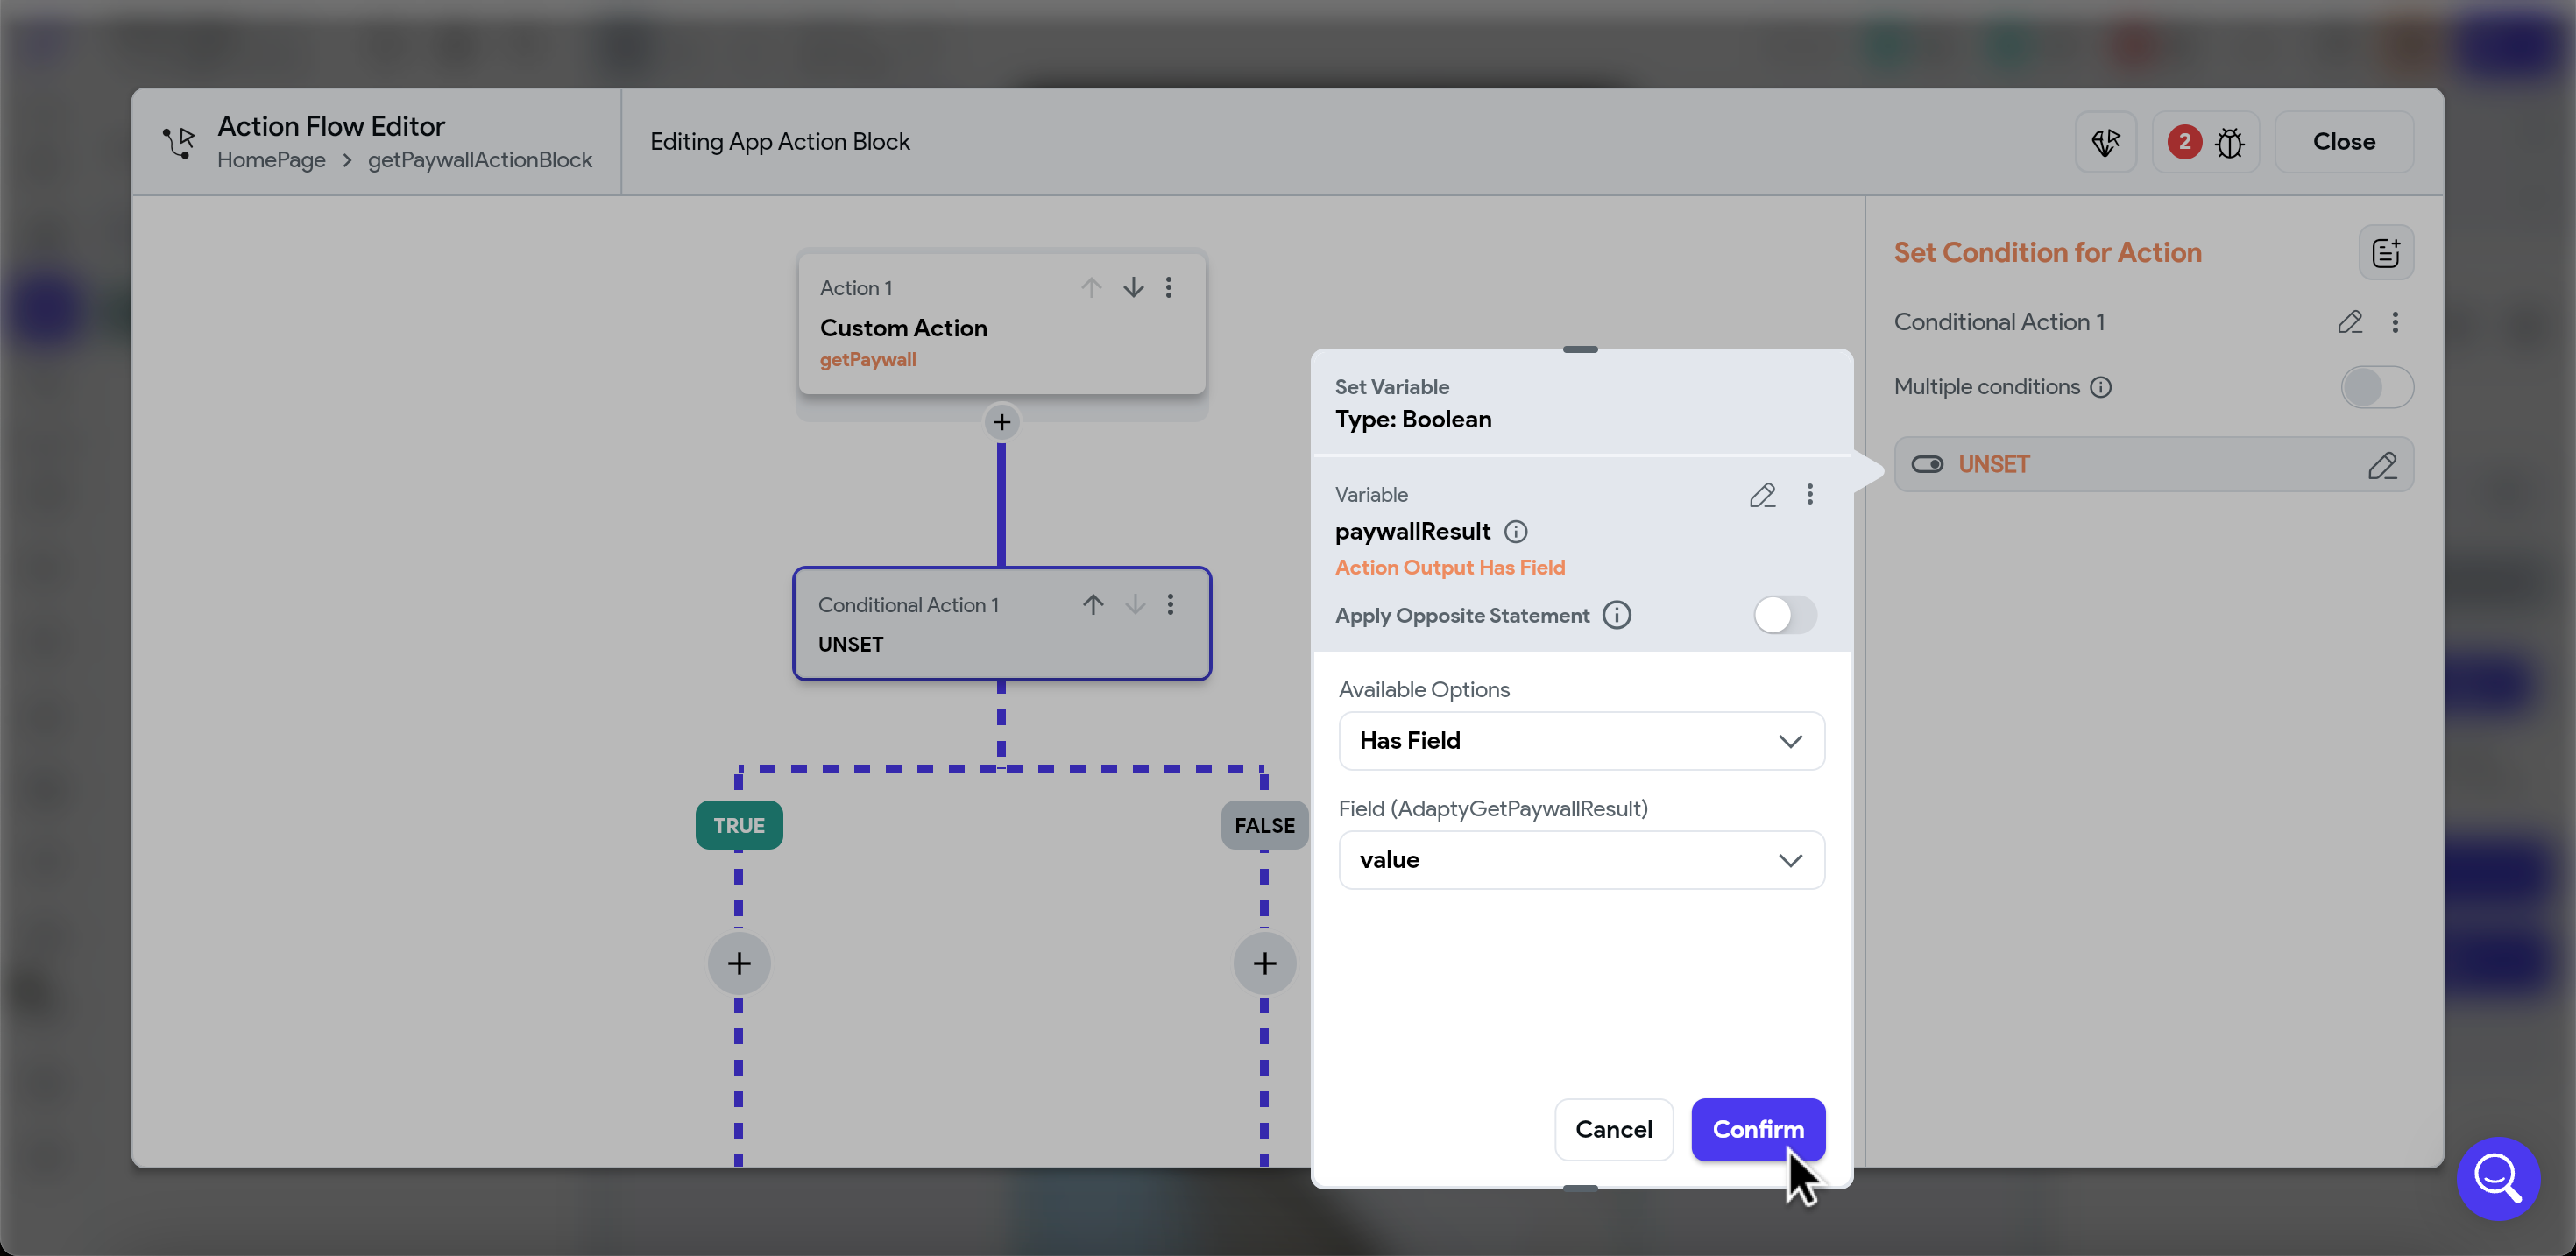 Action Flow Editor
HomePage > getPaywallActionBlock
Editing App Action Block
2
Close
Action 1
Custom Action
getPaywall
Conditional Action 1
UNSET
TRUE
FALSE
Set Variable
Type: Boolean
Variable
paywallResult
Action Output Has Field
Apply Opposite Statement
Available Options
Has Field
Field (AdaptyGetPaywallResult)
value
Cancel
Confirm
Set Condition for Action
Conditional Action 1
Multiple conditions
UNSET